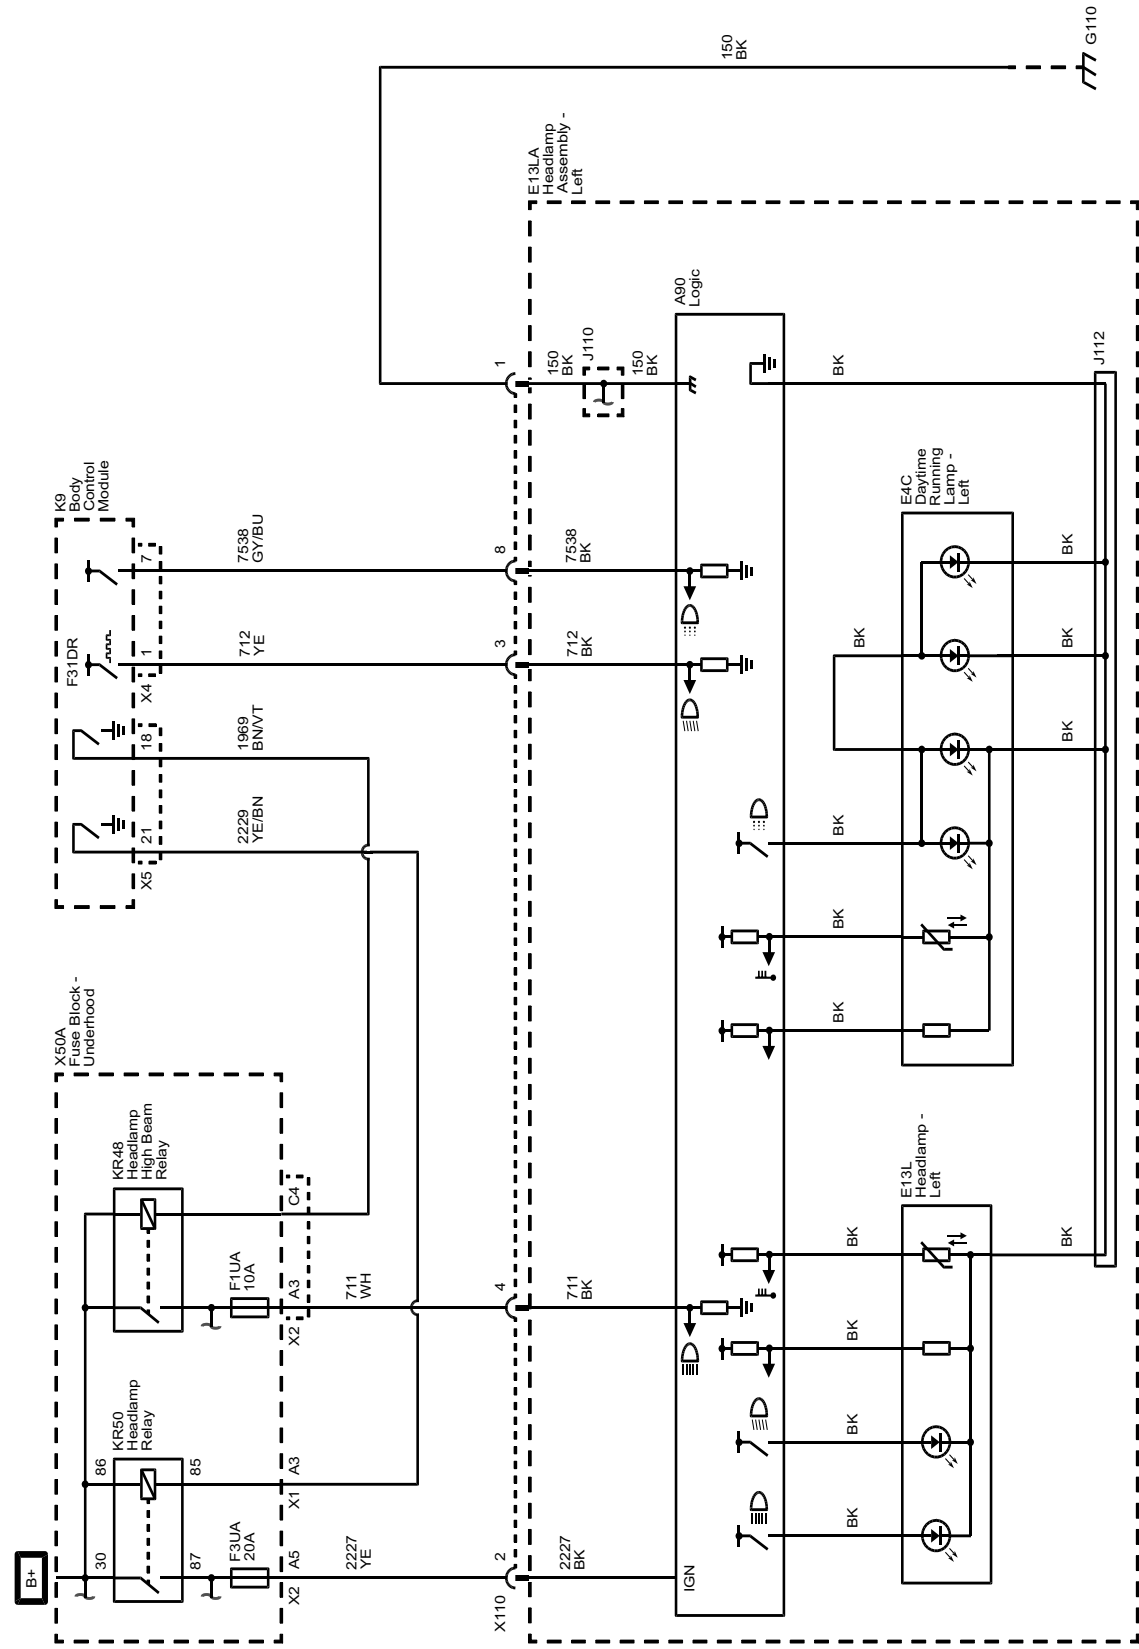 B+
X50A
Fuse Block -
Underhood
KR50
Headlamp
Relay
30
86
87
85
F3UA
20A
X2
A5
X1
A3
KR48
Headlamp
High Beam
Relay
F1UA
10A
X2
A3
C4
K9
Body
Control
Module
F31DR
X5
21
18
X4
1
7
2227
YE
711
WH
2229
YE/BN
1969
BN/VT
712
YE
7538
GY/BU
150
BK
G110
X110
2
4
3
8
1
E13LA
Headlamp
Assembly -
Left
2227
BK
711
BK
712
BK
7538
BK
150
BK
J110
150
BK
A90
Logic
IGN
BK
BK
BK
BK
BK
BK
BK
BK
E13L
Headlamp -
Left
E4C
Daytime
Running
Lamp -
Left
BK
BK
BK
BK
BK
J112